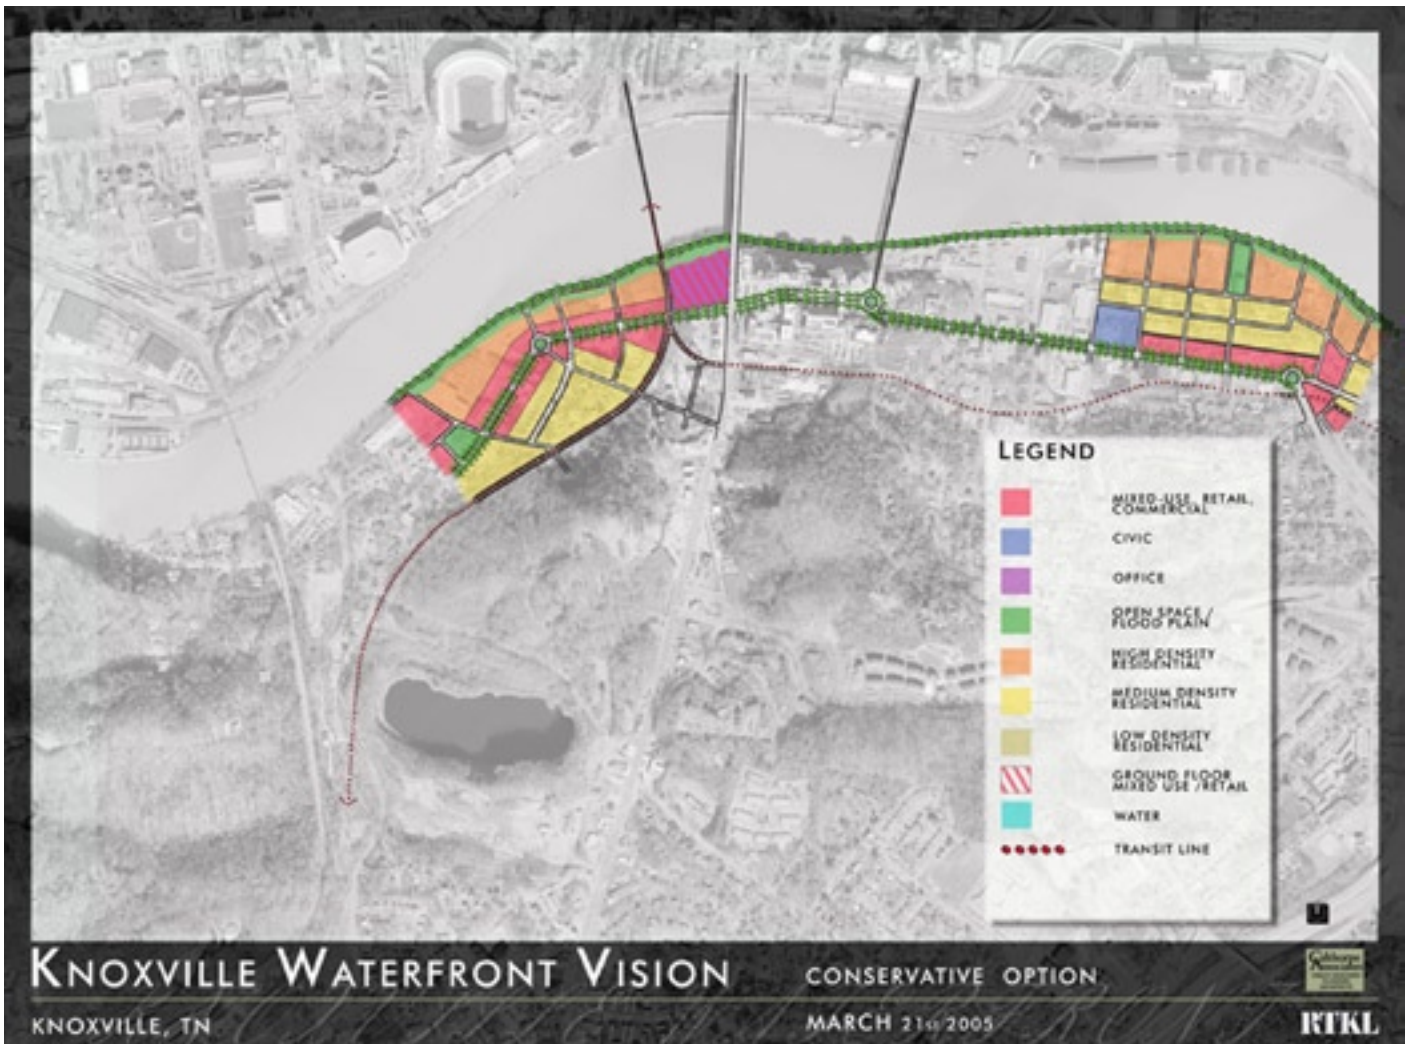 LEGEND
MIXED-USE, RETAIL,
COMMERCIAL
CIVIC
OFFICE
OPEN SPACE /
FLOOD PLAIN
HIGH DENSITY
RESIDENTIAL
MEDIUM DENSITY
RESIDENTIAL
LOW DENSITY
RESIDENTIAL
GROUND FLOOR
MIXED USE /RETAIL
WATER
TRANSIT LINE
KNOXVILLE WATERFRONT VISION
CONSERVATIVE OPTION
KNOXVILLE, TN
MARCH 21st 2005
Calthorpe
Associates
RTKL